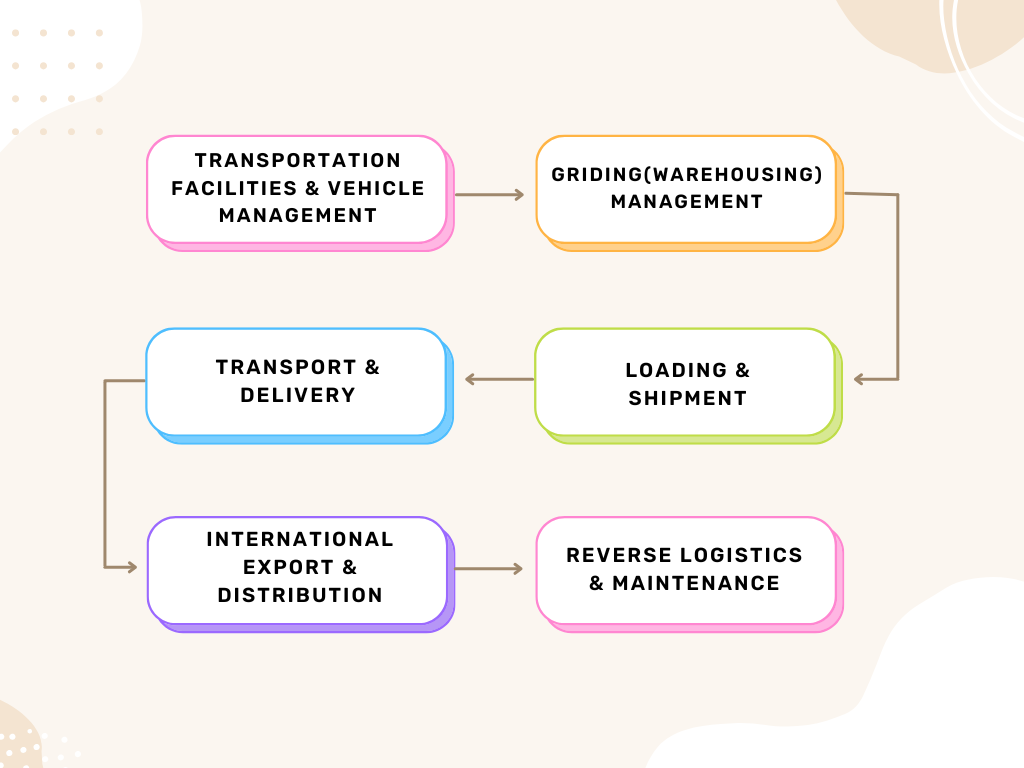 TRANSPORTATION
FACILITIES & VEHICLE
MANAGEMENT
GRIDING(WAREHOUSING)
MANAGEMENT
LOADING &
SHIPMENT
TRANSPORT &
DELIVERY
INTERNATIONAL
EXPORT &
DISTRIBUTION
REVERSE LOGISTICS
& MAINTENANCE